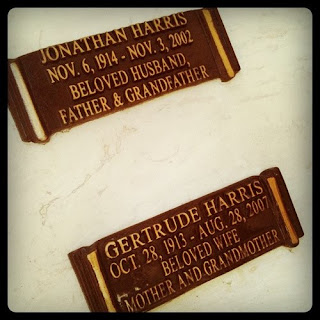 JONATHAN HARRIS
NOV. 6, 1914 - NOV. 3, 2002
BELOVED HUSBAND,
FATHER & GRANDFATHER
GERTRUDE HARRIS
OCT. 28, 1913 - AUG. 28, 2007
BELOVED WIFE
MOTHER AND GRANDMOTHER